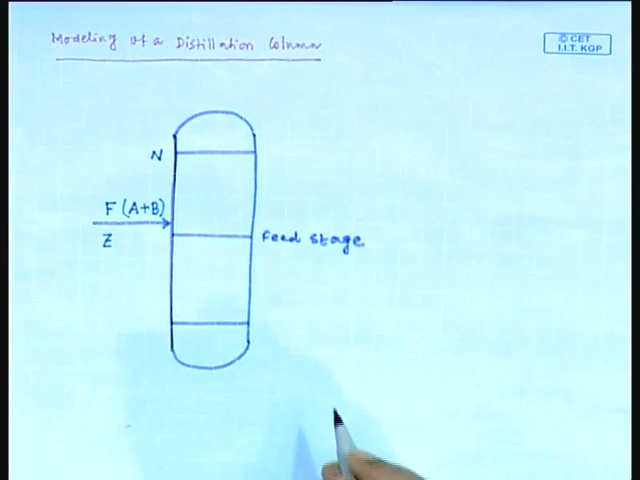 Modeling of a Distillation Column
© CET
I.I.T. KGP
N
F (A+B)
Z
Feed stage